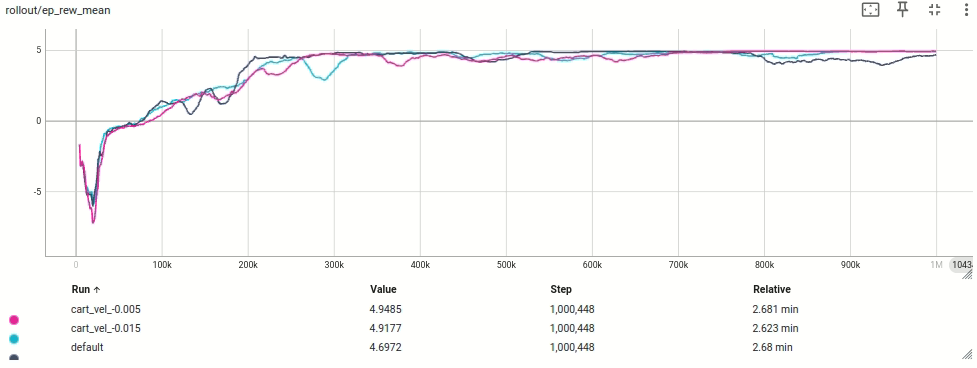 rollout/ep_rew_mean
5
0
-5
0 100k 200k 300k 400k 500k 600k 700k 800k 900k 1M 1043
Run ↑ Value Step Relative
cart_vel_-0.005 4.9485 1,000,448 2.681 min
cart_vel_-0.015 4.9177 1,000,448 2.623 min
default 4.6972 1,000,448 2.68 min